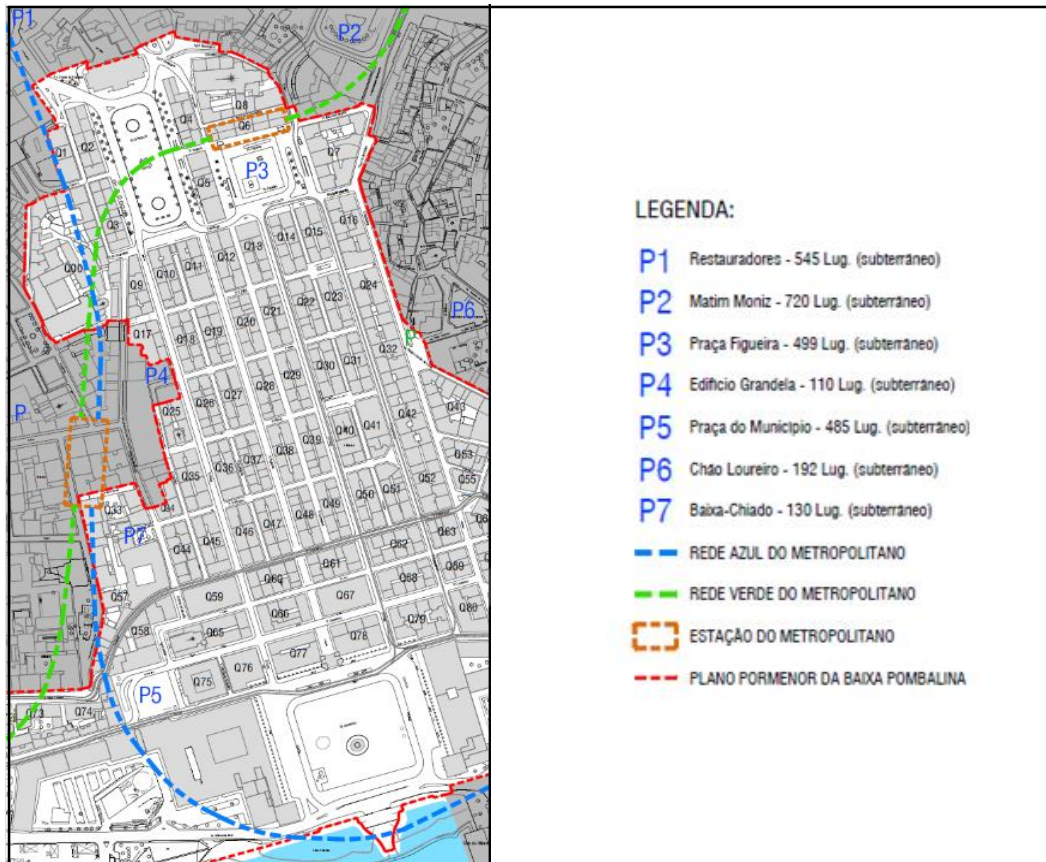 P1
P2
Q8
Q4
Q6
Q1
Q2
Q7
P3
Q5
Q16
Q3
Q15
Q14
Q13
Q12
Q11
Q10
Q00
Q9
Q24
Q23
Q22
Q21
Q20
Q19
Q18
Q17
P6
P
Q32
Q31
Q30
Q29
Q28
Q27
Q26
Q25
P4
P
Q43
Q42
Q41
Q40
Q39
Q38
Q37
Q36
Q35
Q53
Q55
Q52
Q51
Q50
Q49
Q48
Q47
Q46
Q45
Q44
Q33
P7
Q63
Q62
Q61
Q60
Q59
Q57
Q58
Q68
Q67
Q66
Q65
Q80
Q79
Q78
Q77
Q76
Q75
P5
Q74
Q73
LEGENDA:
P1 Restauradores - 545 Lug. (subterrâneo)
P2 Matim Moniz - 720 Lug. (subterrâneo)
P3 Praça Figueira - 499 Lug. (subterrâneo)
P4 Edifício Grandela - 110 Lug. (subterrâneo)
P5 Praça do Município - 485 Lug. (subterrâneo)
P6 Chão Loureiro - 192 Lug. (subterrâneo)
P7 Baixa-Chiado - 130 Lug. (subterrâneo)
REDE AZUL DO METROPOLITANO
REDE VERDE DO METROPOLITANO
ESTAÇÃO DO METROPOLITANO
PLANO PORMENOR DA BAIXA POMBALINA